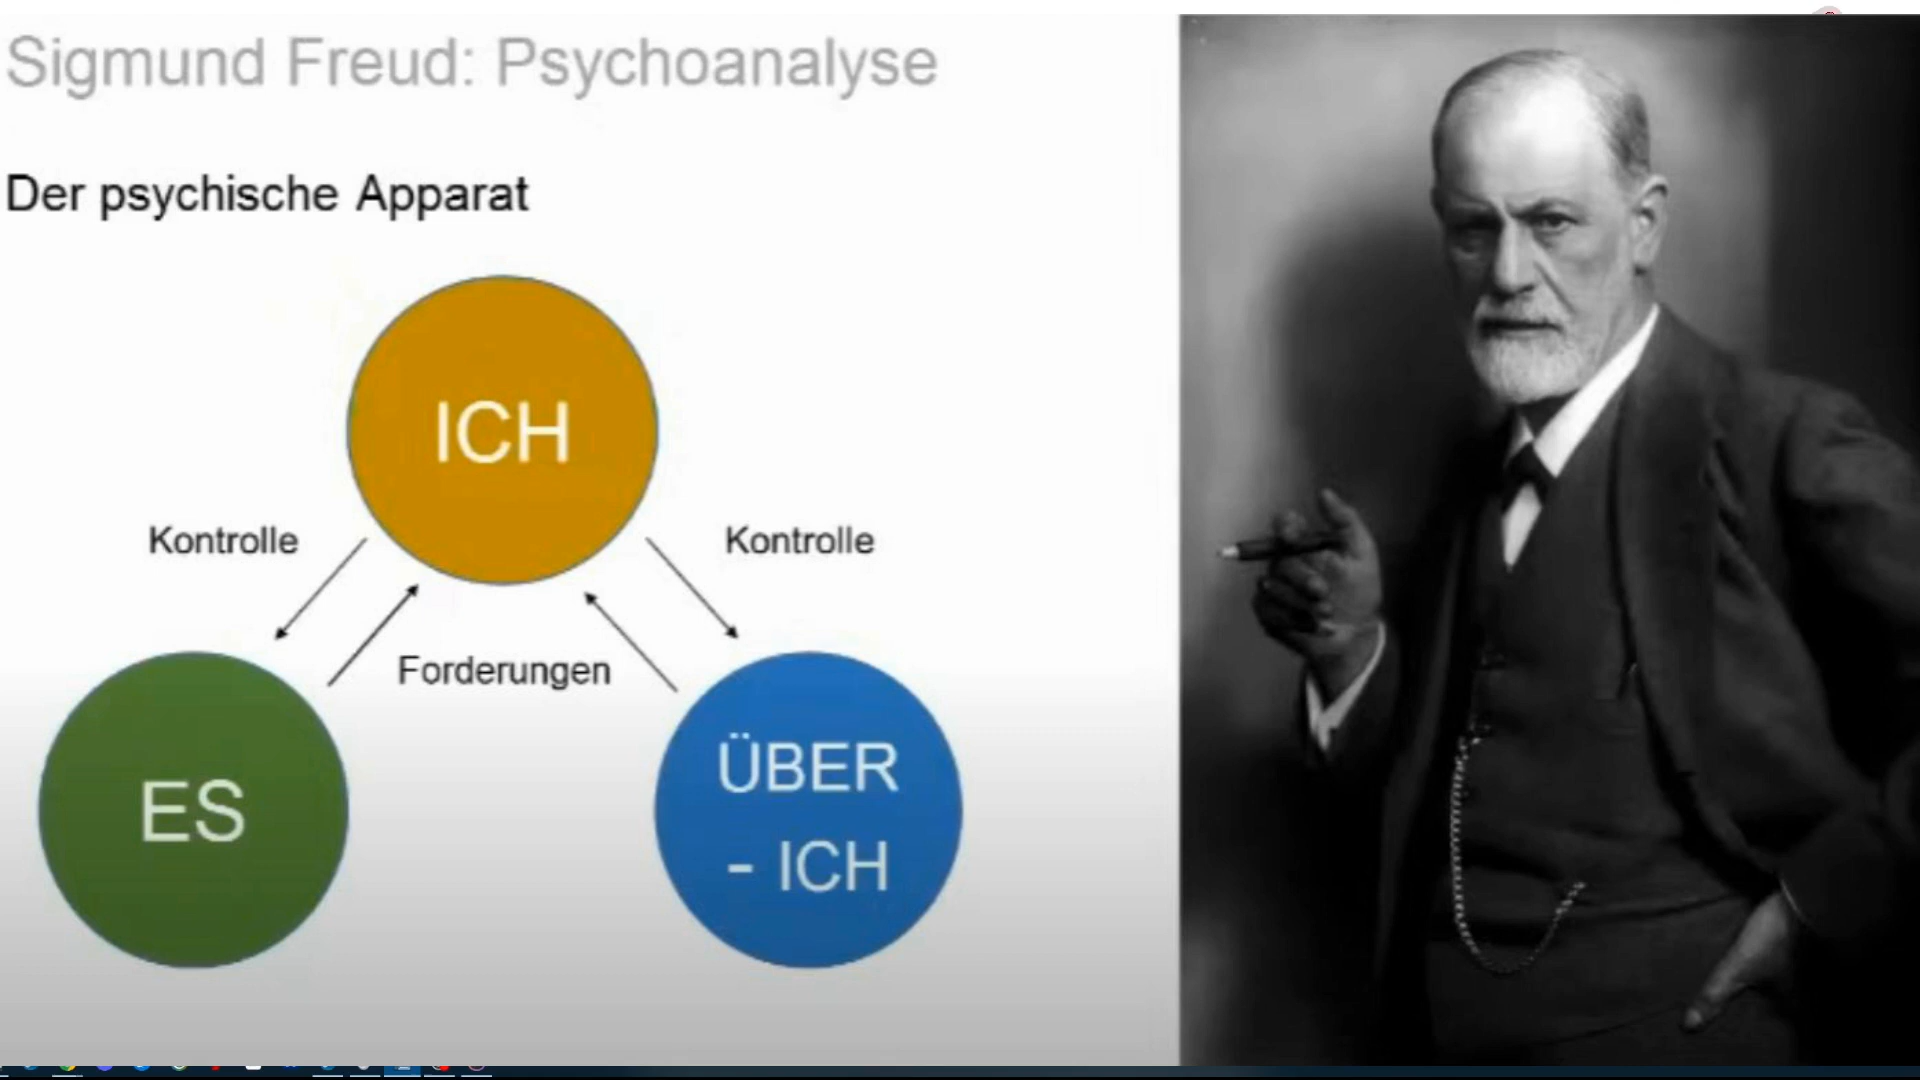 Sigmund Freud: Psychoanalyse
Der psychische Apparat
ICH
Kontrolle
Kontrolle
Forderungen
ES
ÜBER
- ICH